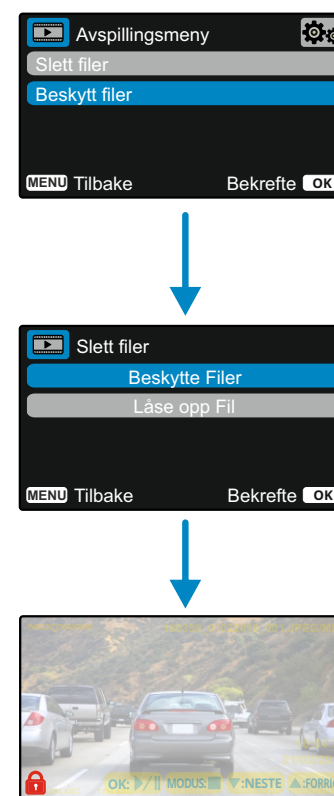 Avspillingsmeny
Slett filer
Beskytt filer
MENU Tilbake Bekrefte OK
Slett filer
Beskytte Filer
Låse opp Fil
MENU Tilbake Bekrefte OK
OK: MODUS: :NESTE